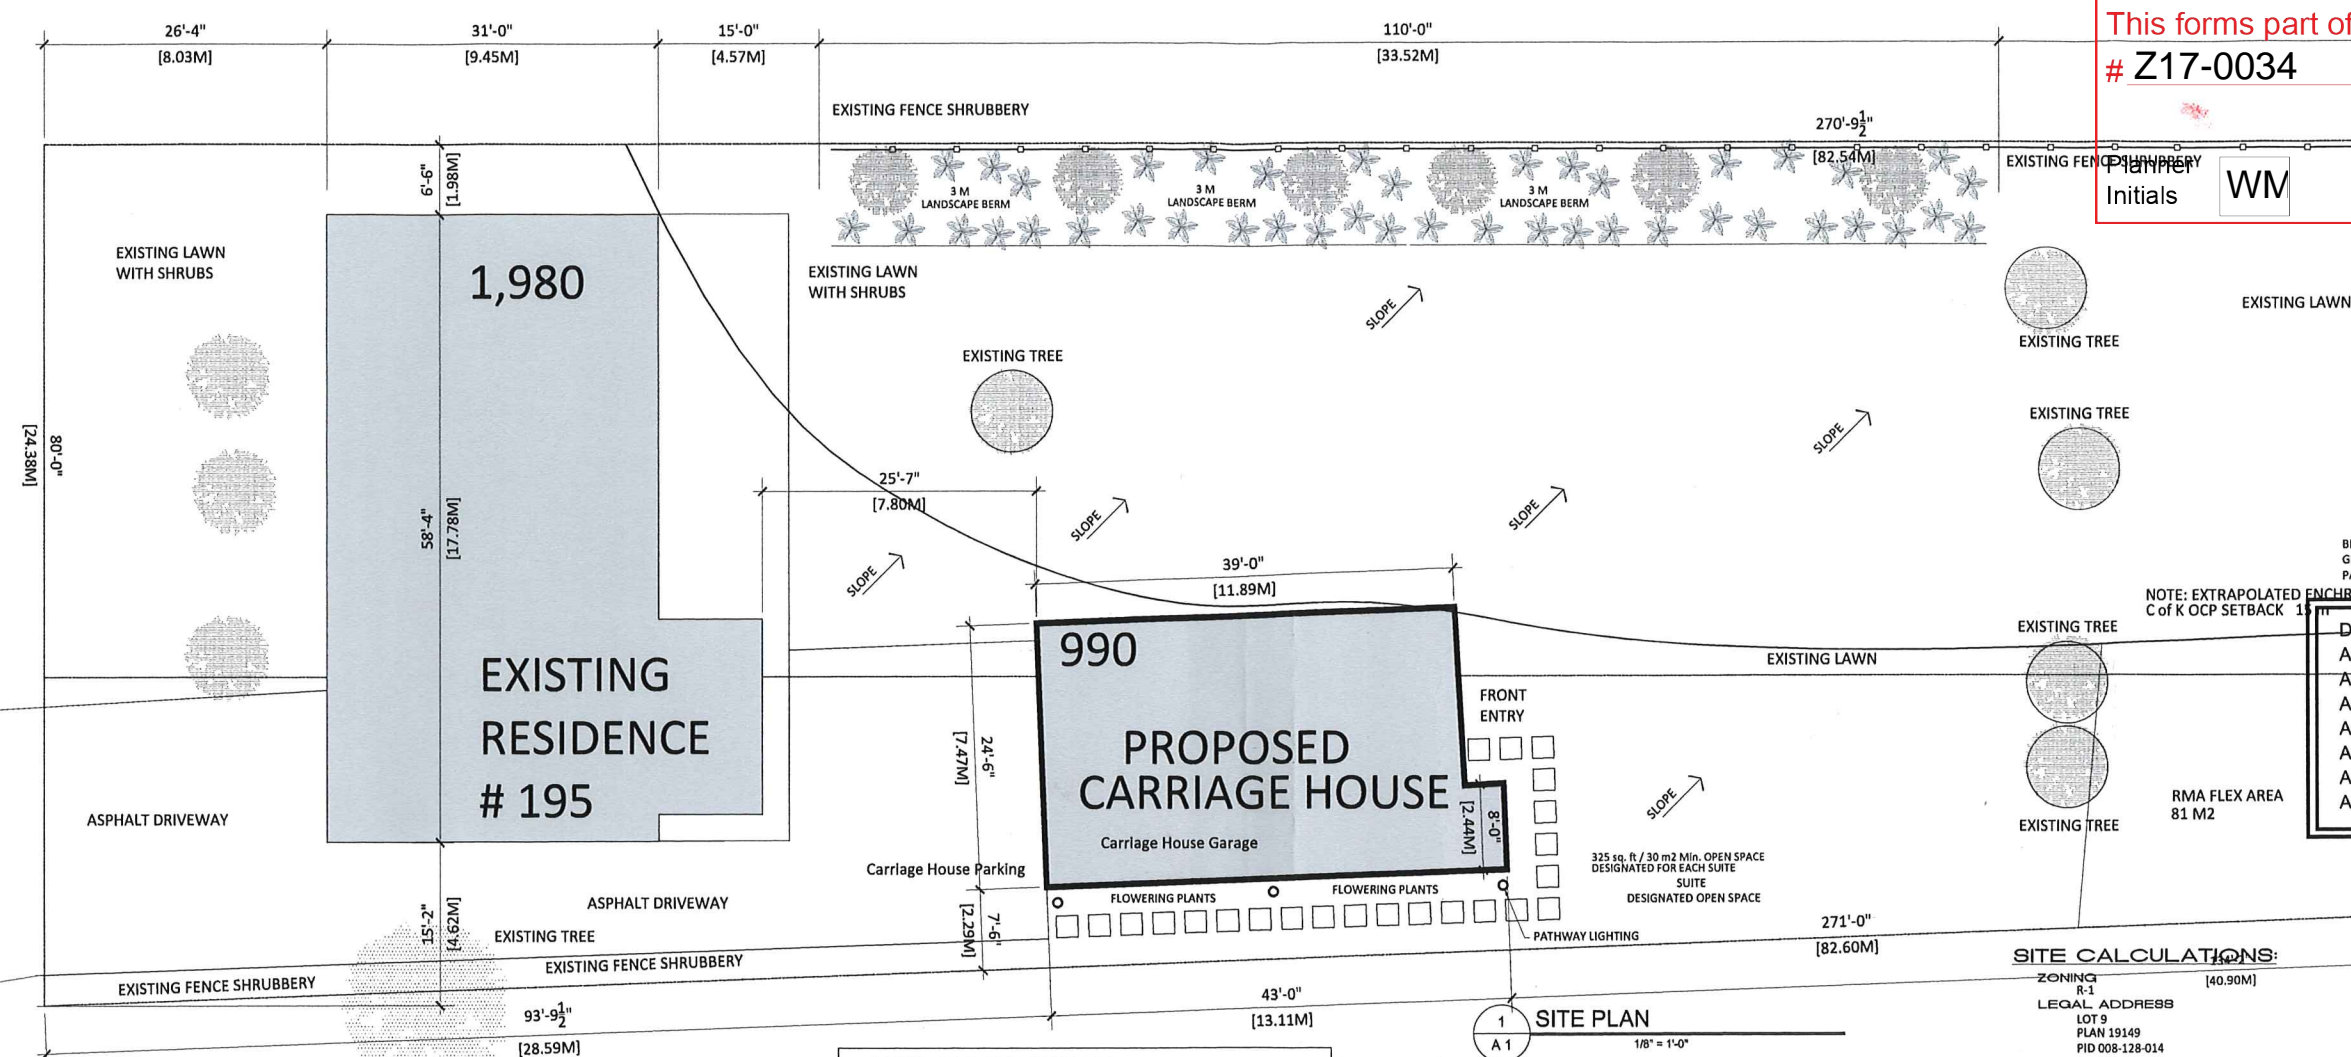 26'-4"
[8.03M]
31'-0"
[9.45M]
15'-0"
[4.57M]
110'-0"
[33.52M]
This forms part of
# Z17-0034
Planner
Initials
WM
EXISTING FENCE SHRUBBERY
270'-9½"
[82.54M]
EXISTING FENCE SHRUBBERY
6'-6"
[1.98M]
3 M
LANDSCAPE BERM
3 M
LANDSCAPE BERM
3 M
LANDSCAPE BERM
EXISTING LAWN
WITH SHRUBS
1,980
EXISTING LAWN
WITH SHRUBS
SLOPE
EXISTING LAWN
EXISTING TREE
EXISTING TREE
EXISTING TREE
SLOPE
80'-0"
[24.38M]
58'-4"
[17.78M]
25'-7"
[7.80M]
SLOPE
SLOPE
SLOPE
39'-0"
[11.89M]
NOTE: EXTRAPOLATED ENCHR
C of K OCP SETBACK 15 m
EXISTING TREE
EXISTING LAWN
990
EXISTING
RESIDENCE
# 195
FRONT
ENTRY
24'-6"
[7.47M]
PROPOSED
CARRIAGE HOUSE
Carriage House Garage
8'-0"
[2.44M]
SLOPE
RMA FLEX AREA
81 M2
EXISTING TREE
ASPHALT DRIVEWAY
Carriage House Parking
325 sq. ft / 30 m2 Min. OPEN SPACE
DESIGNATED FOR EACH SUITE
SUITE
DESIGNATED OPEN SPACE
FLOWERING PLANTS
FLOWERING PLANTS
ASPHALT DRIVEWAY
15'-2"
[4.62M]
7'-6"
[2.29M]
EXISTING TREE
PATHWAY LIGHTING
271'-0"
[82.60M]
EXISTING FENCE SHRUBBERY
EXISTING FENCE SHRUBBERY
SITE CALCULATIONS:
[40.90M]
ZONING
R-1
LEGAL ADDRESS
LOT 9
PLAN 19149
PID 008-128-014
43'-0"
[13.11M]
93'-9½"
[28.59M]
1
A 1
SITE PLAN
1/8" = 1'-0"